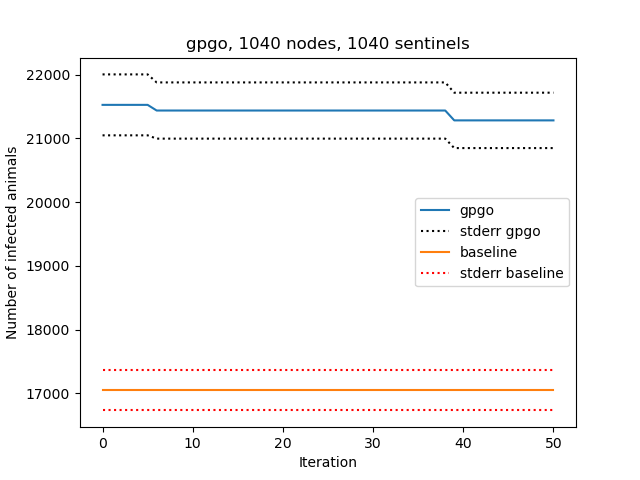 gpgo, 1040 nodes, 1040 sentinels
Number of infected animals
22000
21000
20000
19000
18000
17000
gpgo
stderr gpgo
baseline
stderr baseline
0 10 20 30 40 50
Iteration